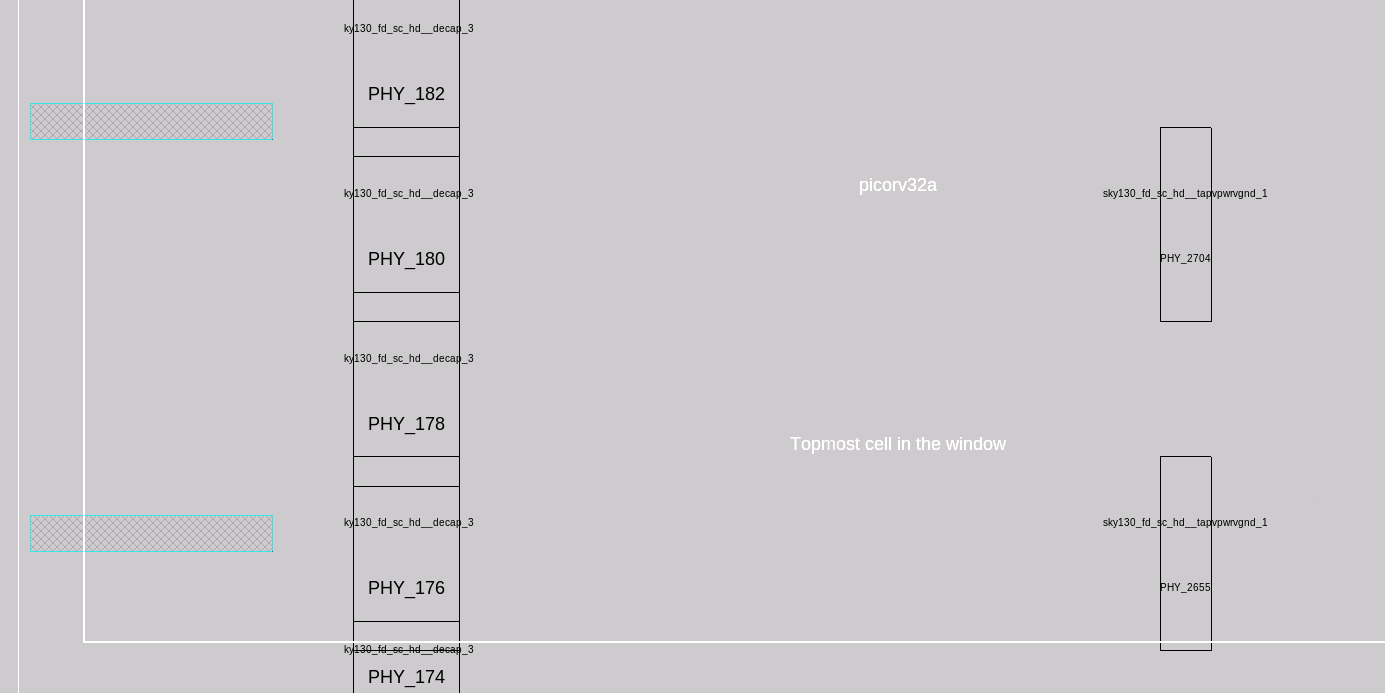 ky130_fd_sc_hd__decap_3
PHY_182
picorv32a
ky130_fd_sc_hd__decap_3
sky130_fd_sc_hd__tapvpwrvgnd_1
PHY_180
PHY_2704
ky130_fd_sc_hd__decap_3
PHY_178
Topmost cell in the window
ky130_fd_sc_hd__decap_3
sky130_fd_sc_hd__tapvpwrvgnd_1
PHY_176
PHY_2655
ky130_fd_sc_hd__decap_3
PHY_174